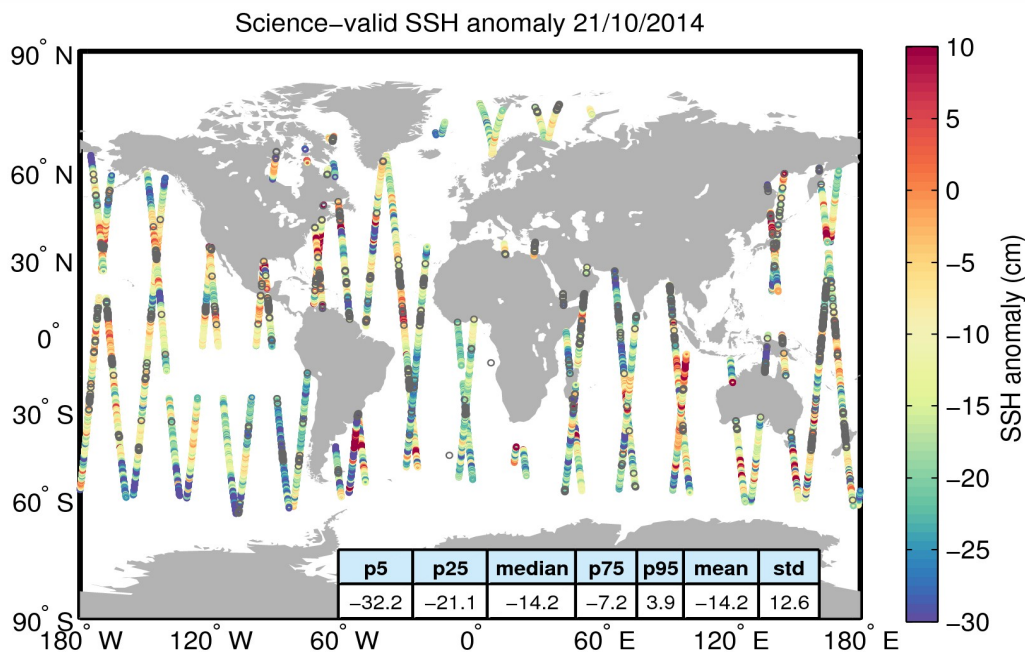 Science−valid SSH anomaly 21/10/2014
90° N
60° N
30° N
0°
30° S
60° S
90° S
180° W
120° W
60° W
0°
60° E
120° E
180° E
p5 p25 median p75 p95 mean std
−32.2 −21.1 −14.2 −7.2 3.9 −14.2 12.6
10
5
0
−5
−10
−15
−20
−25
−30
SSH anomaly (cm)